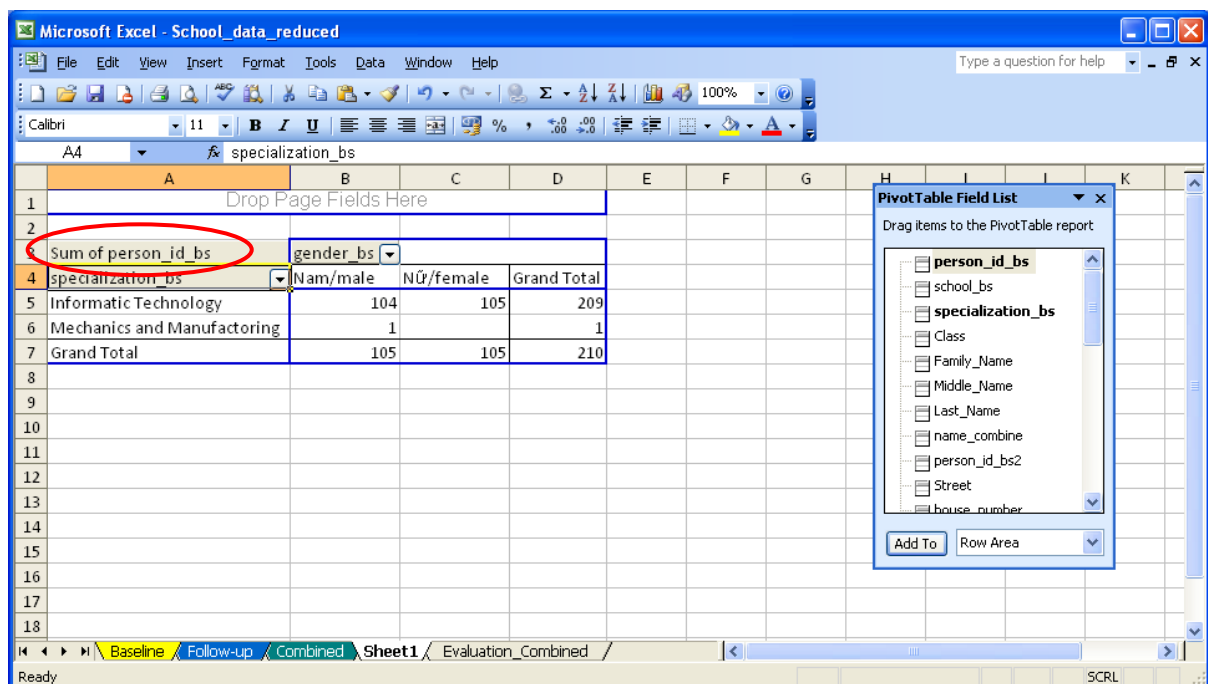 Microsoft Excel - School_data_reduced
File Edit View Insert Format Tools Data Window Help Type a question for help
ABC Σ A Z Z A 100% ?
Calibri 11 B I U % , .00 A
A4 fx specialization_bs
A B C D E F G H I J K
1 Drop Page Fields Here
2
3 Sum of person_id_bs gender_bs
4 specialization_bs Nam/male Nữ/female Grand Total
5 Informatic Technology 104 105 209
6 Mechanics and Manufactoring 1 1
7 Grand Total 105 105 210
8
9
10
11
12
13
14
15
16
17
18
PivotTable Field List
Drag items to the PivotTable report
person_id_bs
school_bs
specialization_bs
Class
Family_Name
Middle_Name
Last_Name
name_combine
person_id_bs2
Street
house_number
Add To Row Area
Baseline Follow-up Combined Sheet1 Evaluation_Combined
Ready SCRL